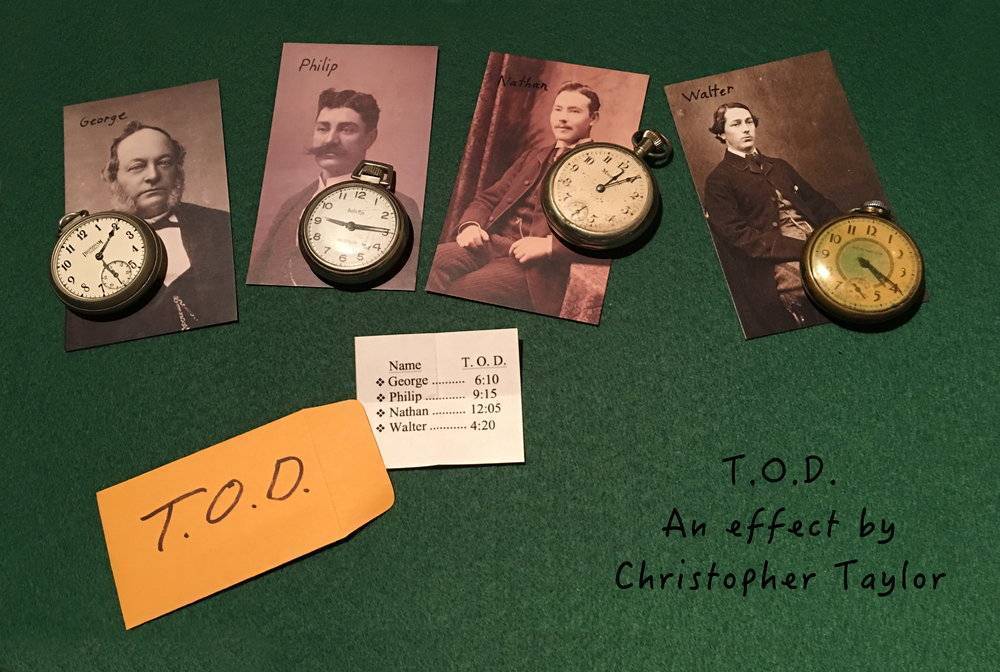 George
Philip
Nathan
Walter
Name T. O. D.
❖ George .......... 6:10
❖ Philip ............ 9:15
❖ Nathan .......... 12:05
❖ Walter ........... 4:20
T.O.D.
T.O.D.
An effect by
Christopher Taylor